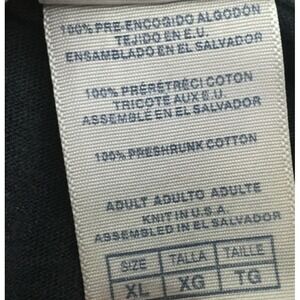 100% PRE-ENCOGIDO ALGODÓN
TEJIDO EN E.U.
ENSAMBLADO EN EL SALVADOR
100% PRÉRÉTRÉCI COTON
TRICOTÉ AUX E.U.
ASSEMBLÉ EN EL SALVADOR
100% PRESHRUNK COTTON
ADULT ADULTO ADULTE
KNIT IN U.S.A
ASSEMBLED IN EL SALVADOR
SIZE TALLA TAILLE
XL XG TG